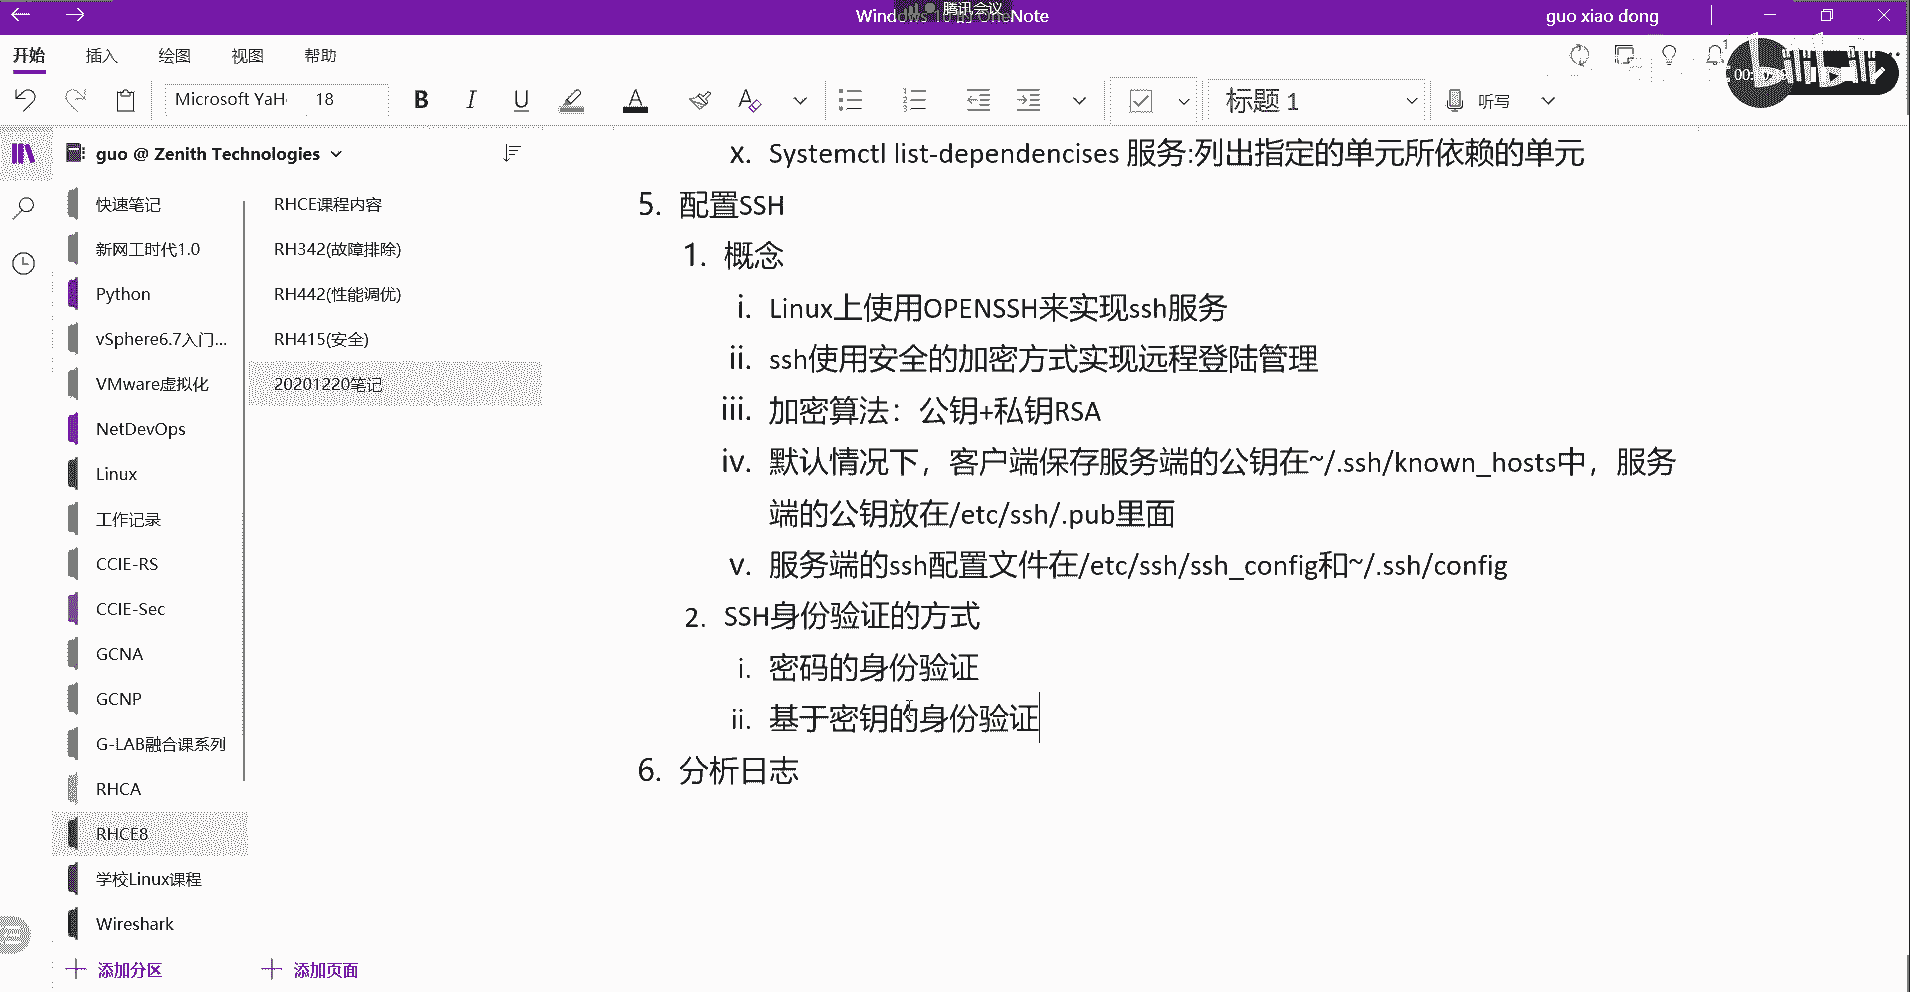 Windows 10 的 OneNote
腾讯会议
guo xiao dong
开始 插入 绘图 视图 帮助
Microsoft YaH 18 B I U A A 标题 1 听写
bilibili
guo @ Zenith Technologies
快速笔记
新网工时代1.0
Python
vSphere6.7入门...
VMware虚拟化
NetDevOps
Linux
工作记录
CCIE-RS
CCIE-Sec
GCNA
GCNP
G-LAB融合课系列
RHCA
RHCE8
学校Linux课程
Wireshark
添加分区
RHCE课程内容
RH342(故障排除)
RH442(性能调优)
RH415(安全)
20201220笔记
添加页面
x. Systemctl list-dependencises 服务:列出指定的单元所依赖的单元
5. 配置SSH
1. 概念
i. Linux上使用OPENSSH来实现ssh服务
ii. ssh使用安全的加密方式实现远程登陆管理
iii. 加密算法：公钥+私钥RSA
iv. 默认情况下，客户端保存服务端的公钥在~/.ssh/known_hosts中，服务
端的公钥放在/etc/ssh/.pub里面
v. 服务端的ssh配置文件在/etc/ssh/ssh_config和~/.ssh/config
2. SSH身份验证的方式
i. 密码的身份验证
ii. 基于密钥的身份验证
6. 分析日志